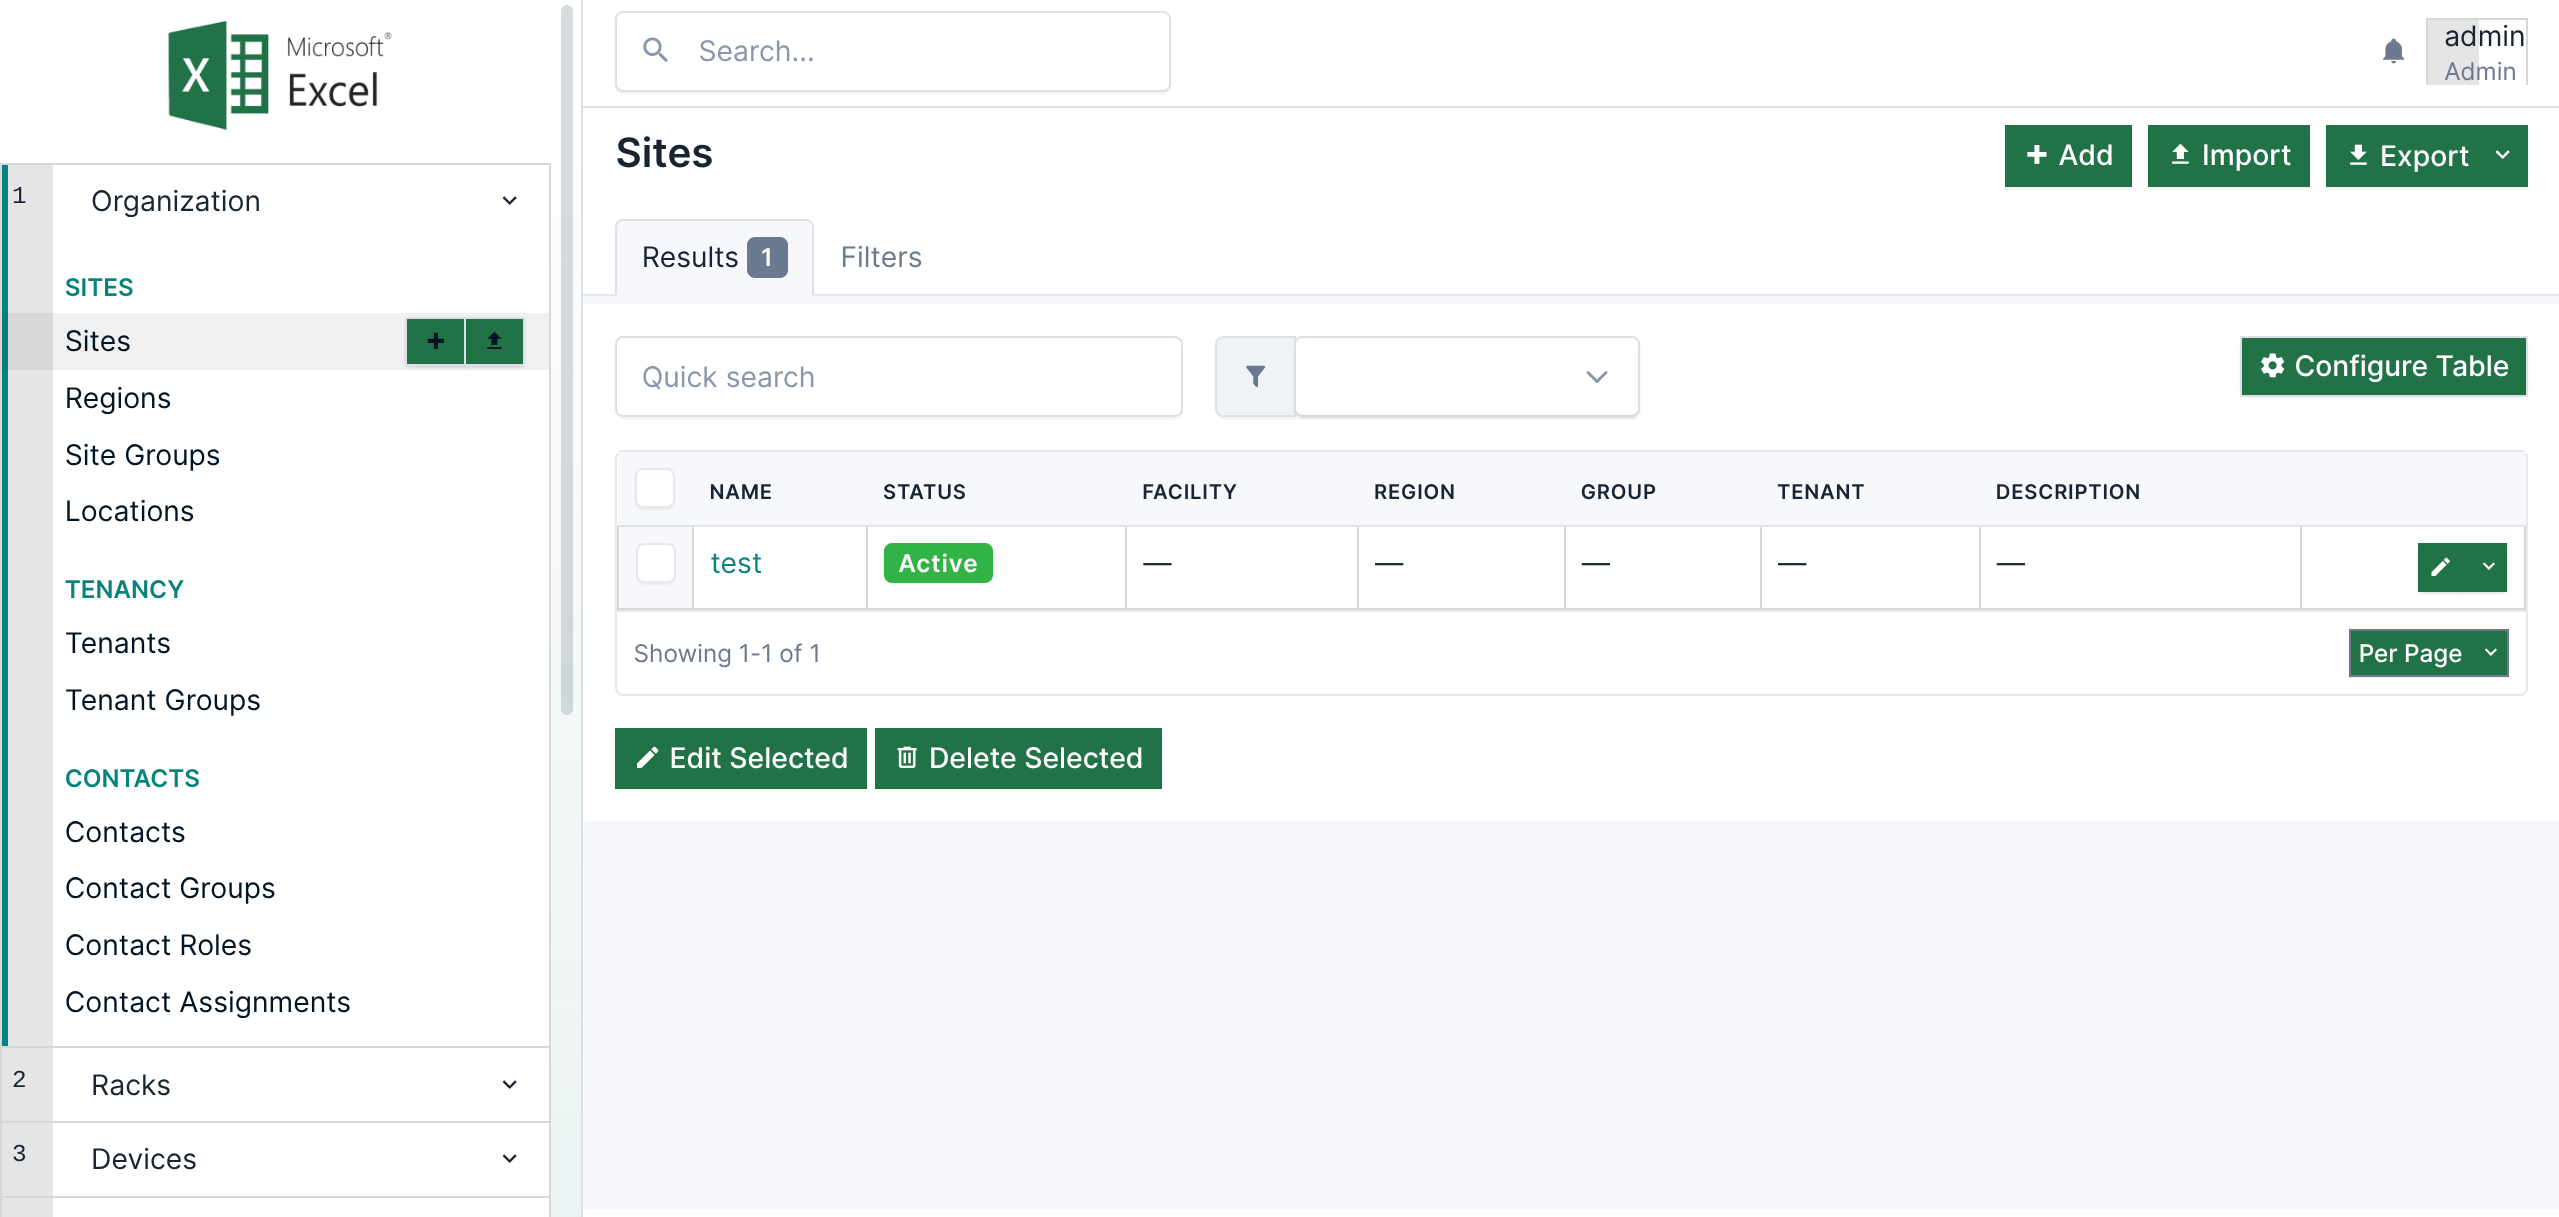 Microsoft®
Excel
1
Organization
SITES
Sites
Regions
Site Groups
Locations
TENANCY
Tenants
Tenant Groups
CONTACTS
Contacts
Contact Groups
Contact Roles
Contact Assignments
2
Racks
3
Devices
Search...
admin
Admin
Sites
Add
Import
Export
Results 1
Filters
Quick search
Configure Table
NAME STATUS FACILITY REGION GROUP TENANT DESCRIPTION
test Active — — — — —
Showing 1-1 of 1
Per Page
Edit Selected
Delete Selected